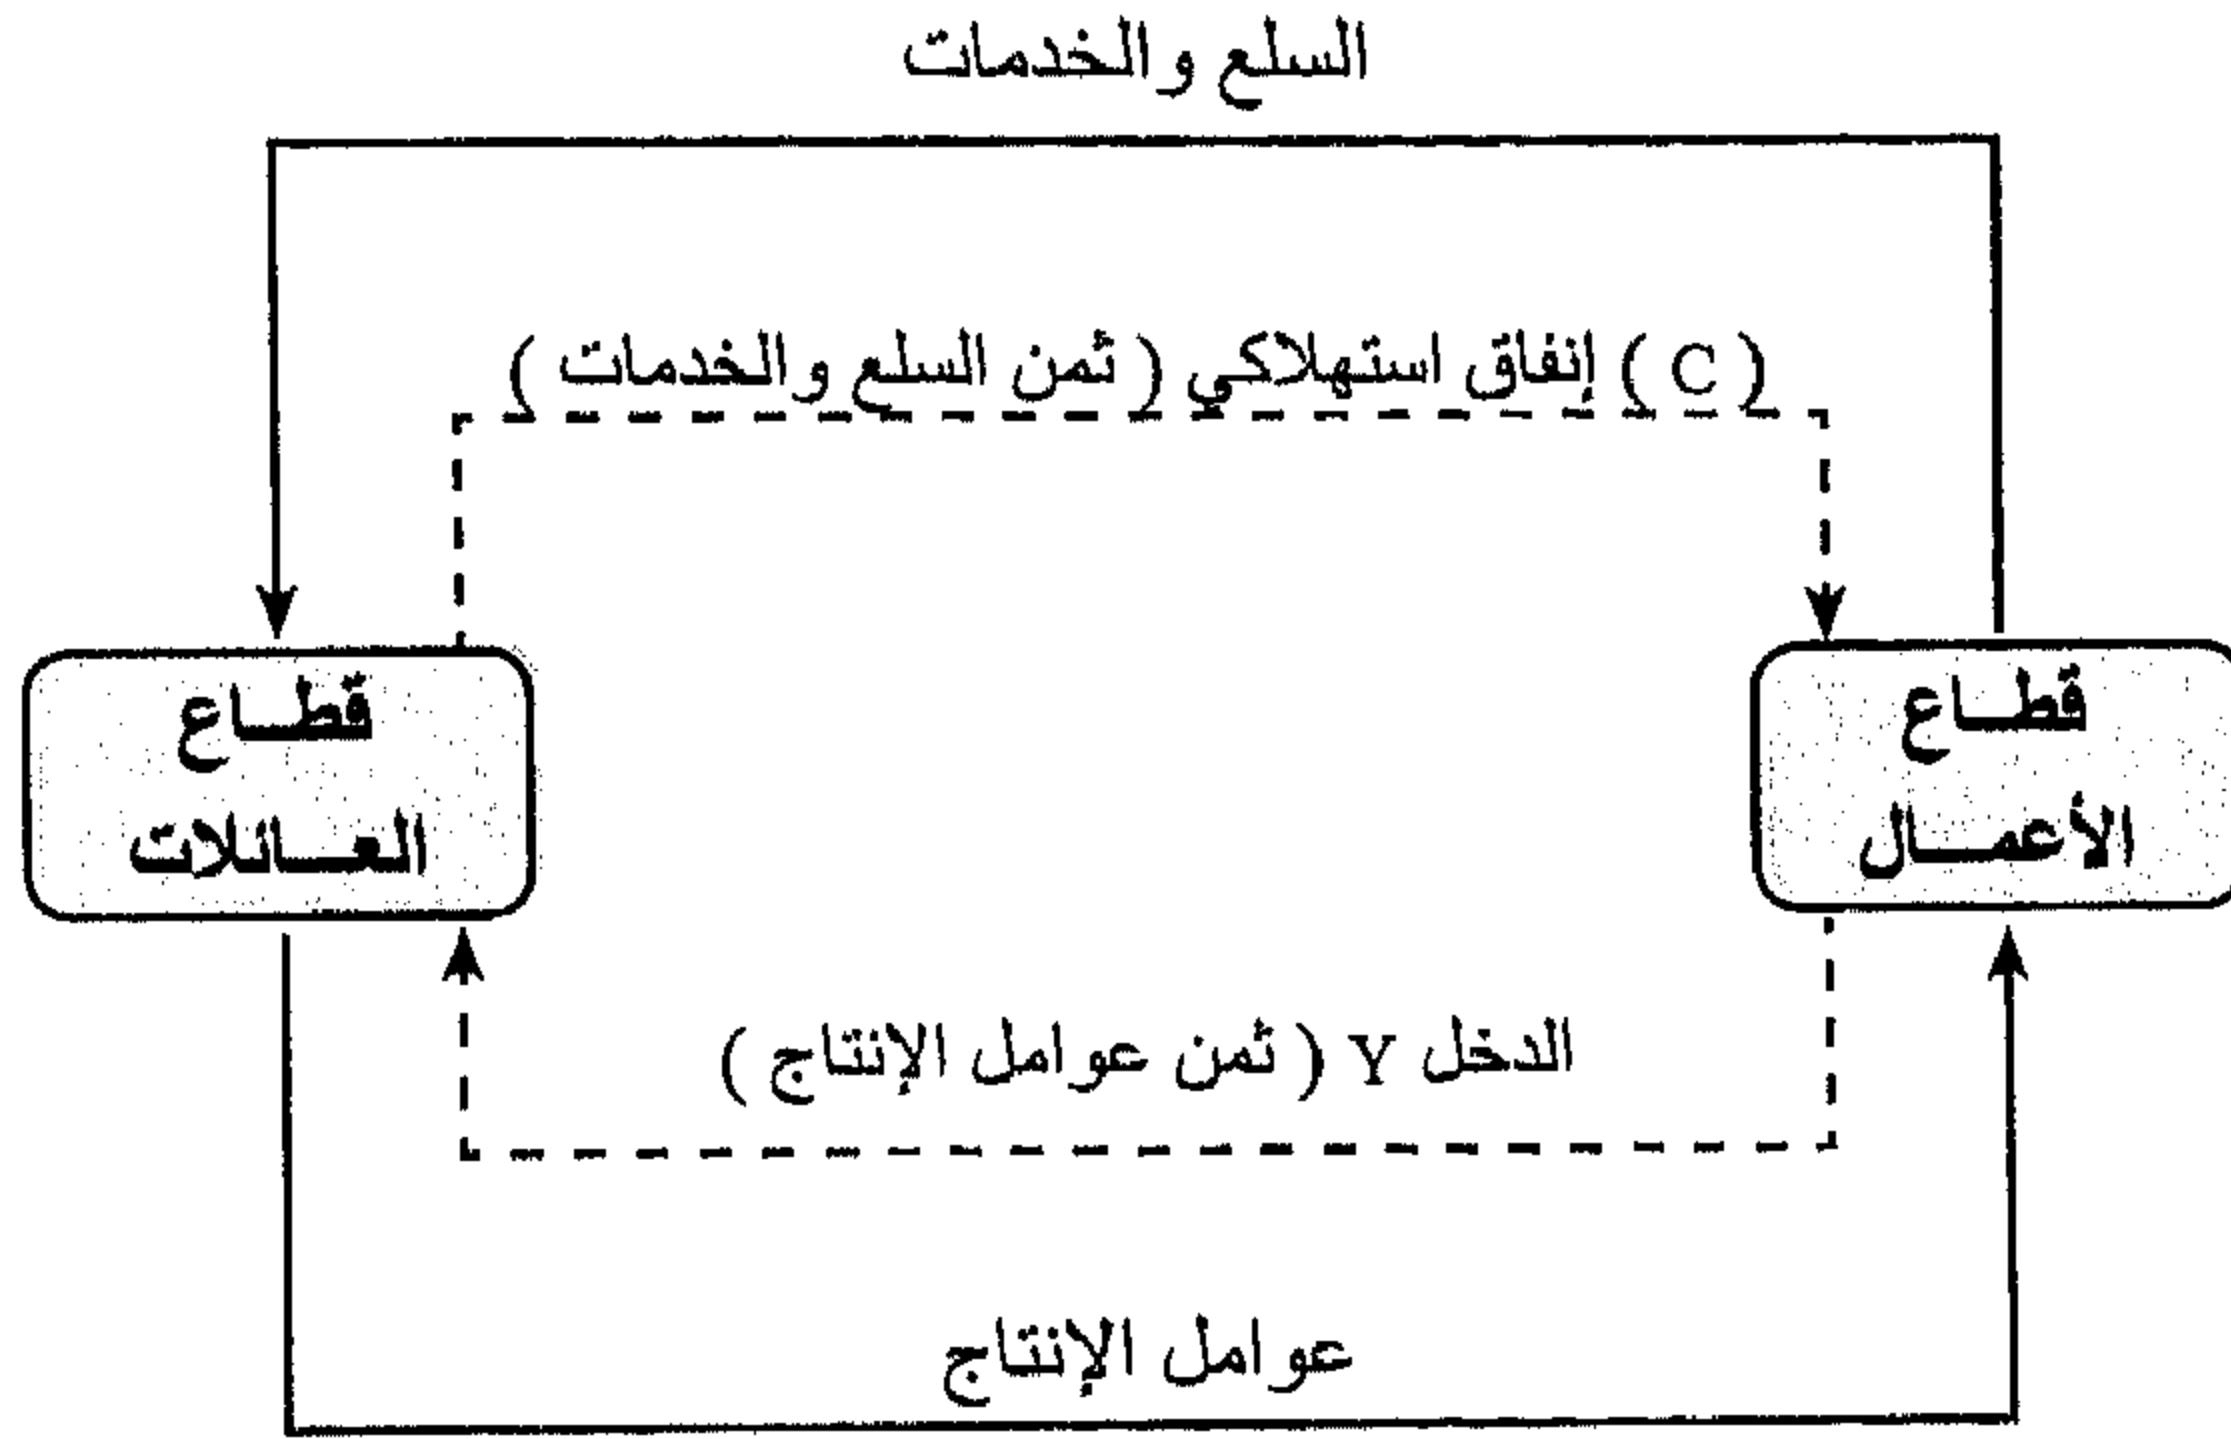 السلع والخدمات
( C ) إنفاق استهلاكي ( ثمن السلع والخدمات )
قطاع
الأعمال
قطاع
العائلات
الدخل Y ( ثمن عوامل الإنتاج )
عوامل الإنتاج